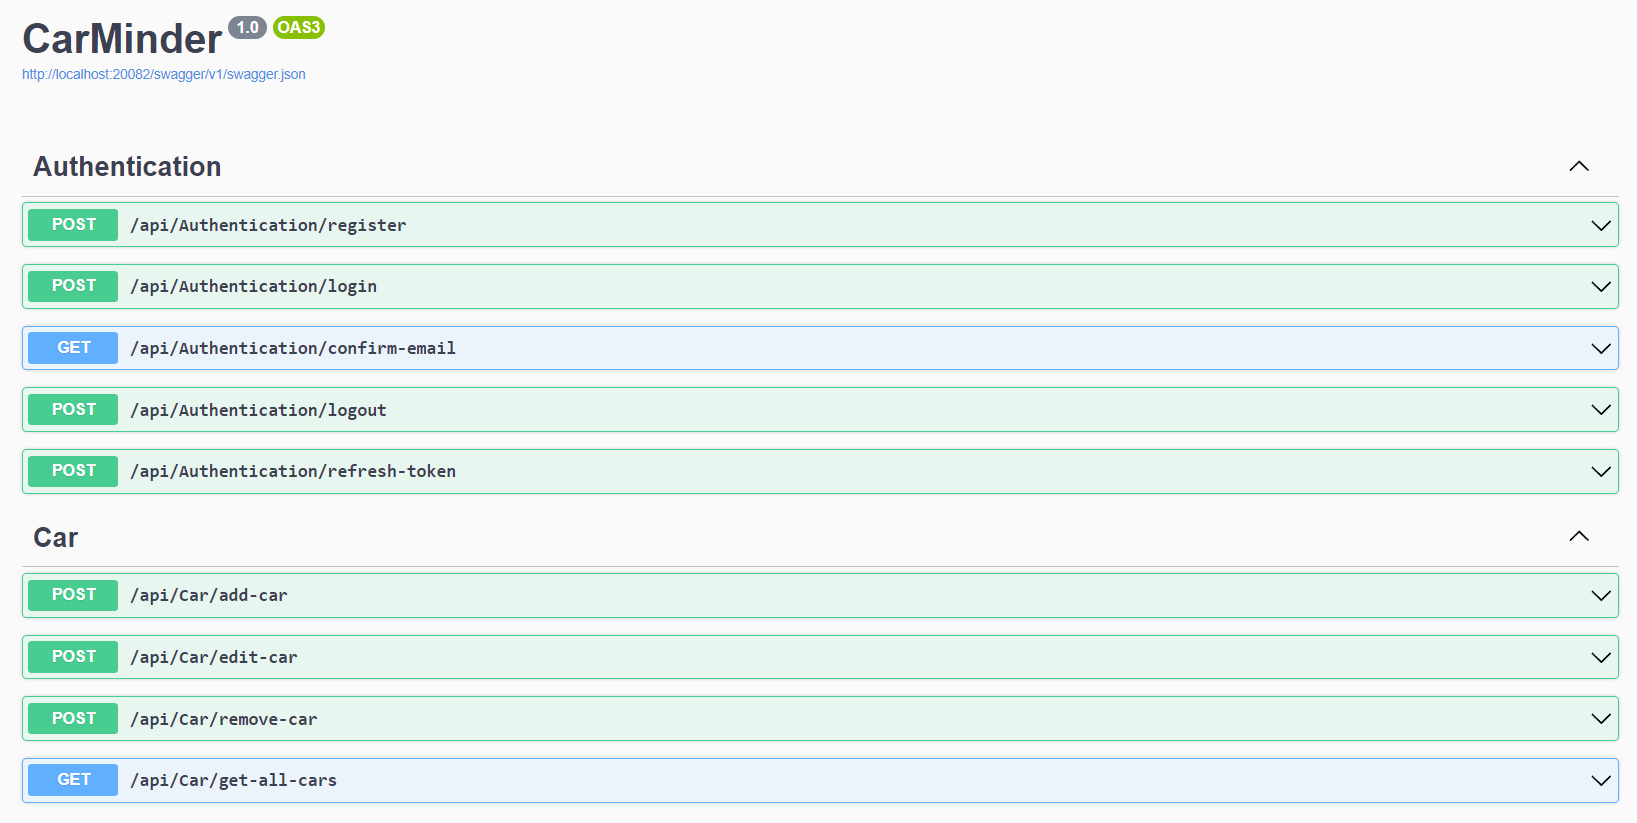 CarMinder 1.0 OAS3
http://localhost:20082/swagger/v1/swagger.json
Authentication
POST /api/Authentication/register
POST /api/Authentication/login
GET /api/Authentication/confirm-email
POST /api/Authentication/logout
POST /api/Authentication/refresh-token
Car
POST /api/Car/add-car
POST /api/Car/edit-car
POST /api/Car/remove-car
GET /api/Car/get-all-cars